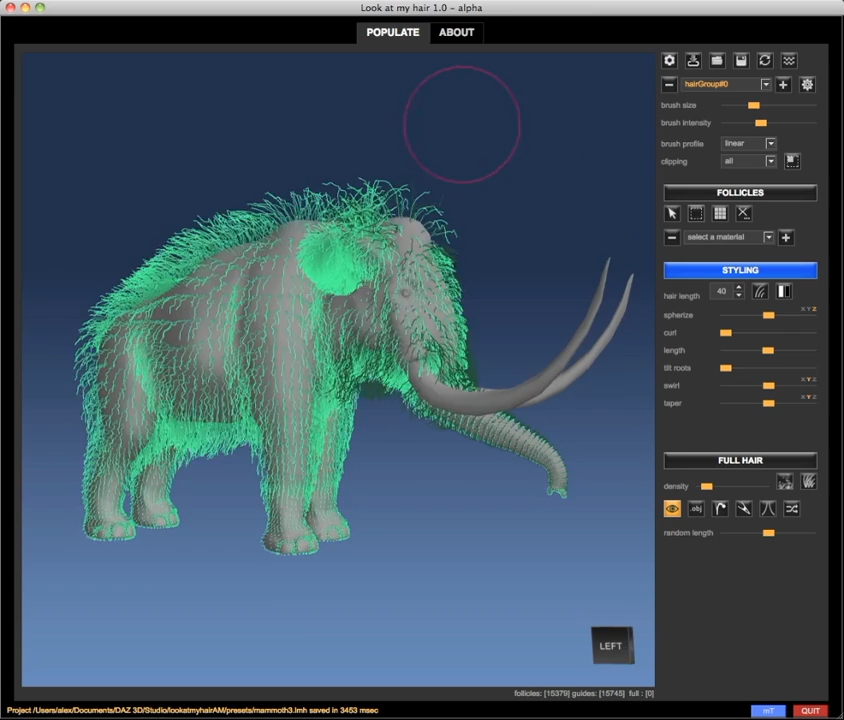 Look at my hair 1.0 - alpha
POPULATE ABOUT
hairGroup#0
brush size
brush intensity
brush profile linear
clipping all
FOLLICLES
select a material
STYLING
hair length 40
spherize X Y Z
curl
length
tilt roots
swirl X Y Z
taper X Y Z
FULL HAIR
density
.obj
random length
LEFT
follicles: [15379] guides: [15745] full : [0]
Project /Users/alex/Documents/DAZ 3D/Studio/lookatmyhairAM/presets/mammoth3.lmh saved in 3453 msec
mT QUIT